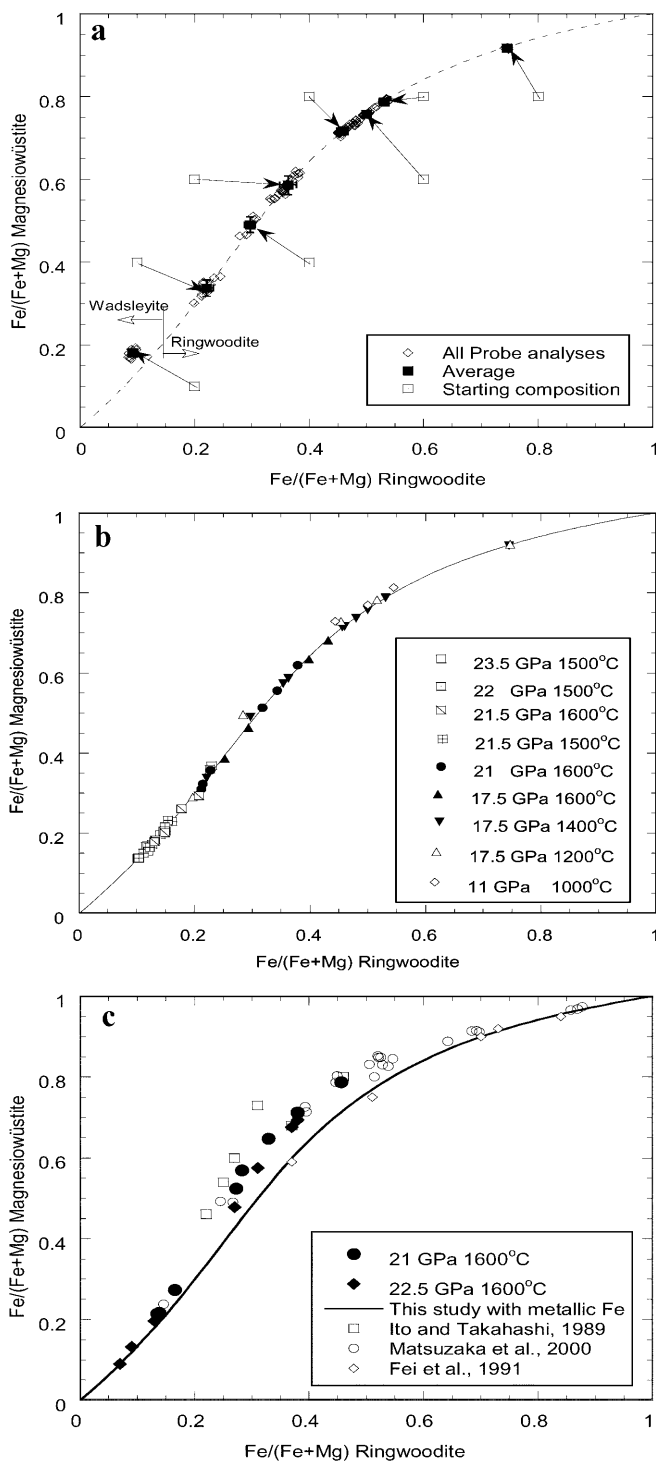 a
1
0.8
0.6
0.4
0.2
0
Fe/(Fe+Mg) Magnesiowüstite
Wadsleyite
Ringwoodite
All Probe analyses
Average
Starting composition
0 0.2 0.4 0.6 0.8 1
Fe/(Fe+Mg) Ringwoodite
b
1
0.8
0.6
0.4
0.2
0
Fe/(Fe+Mg) Magnesiowüstite
23.5 GPa 1500°C
22 GPa 1500°C
21.5 GPa 1600°C
21.5 GPa 1500°C
21 GPa 1600°C
17.5 GPa 1600°C
17.5 GPa 1400°C
17.5 GPa 1200°C
11 GPa 1000°C
0 0.2 0.4 0.6 0.8 1
Fe/(Fe+Mg) Ringwoodite
c
1
0.8
0.6
0.4
0.2
0
Fe/(Fe+Mg) Magnesiowüstite
21 GPa 1600°C
22.5 GPa 1600°C
This study with metallic Fe
Ito and Takahashi, 1989
Matsuzaka et al., 2000
Fei et al., 1991
0 0.2 0.4 0.6 0.8 1
Fe/(Fe+Mg) Ringwoodite